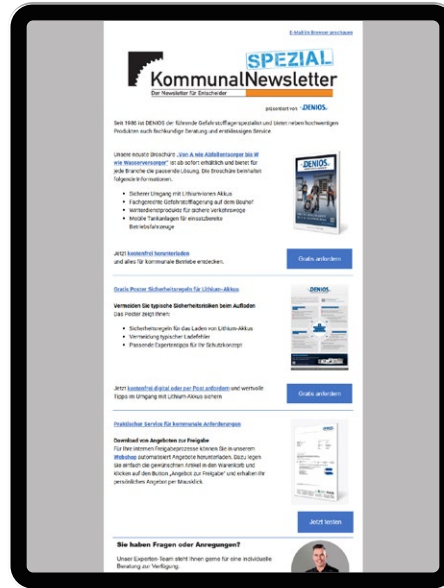 E-Mail im Browser anschauen
SPEZIAL
KommunalNewsletter
Der Newsletter für Entscheider
präsentiert von DENIOS.
Seit 1986 ist DENIOS der führende Gefahrstofflagerspezialist und bietet neben hochwertigen
Produkten auch fachkundige Beratung und erstklassigen Service
Unsere neuste Broschüre „Von A wie Abfallentsorger bis W
wie Wasserversorger" ist ab sofort erhältlich und bietet für
jede Branche die passende Lösung. Die Broschüre beinhalten
folgende Informationen.
• Sicherer Umgang mit Lithium-Ionen Akkus
• Fachgerechte Gefahrstofflagerung auf dem Bauhof
• Winterdienstprodukte für sichere Verkehrswege
• Mobile Tankanlagen für einsatzbereite
Betriebsfahrzeuge
DENIOS.
Jetzt kostenfrei herunterladen
und alles für kommunale Betriebe entdecken.
Gratis anfordern
Gratis Poster Sicherheitsregeln für Lithium-Akkus
Vermeiden Sie typische Sicherheitsrisiken beim Aufladen
Das Poster zeigt Ihnen:
• Sicherheitsregeln für das Laden von Lithium-Akkus
• Vermeidung typischer Ladefehler
• Passende Expertentipps für Ihr Schutzkonzept
DENIOS.
Jetzt kostenfrei digital oder per Post anfordern und wertvolle
Tipps im Umgang mit Lithium-Akkus sichern
Gratis anfordern
Praktischer Service für kommunale Anforderungen
Download von Angeboten zur Freigabe
Für Ihre internen Freigabeprozesse können Sie in unserem
Webshop automatisiert Angebote herunterladen. Dazu legen
Sie einfach die gewünschten Artikel in den Warenkorb und
klicken auf den Button „Angebot zur Freigabe" und erhalten Ihr
persönliches Angebot per Mausklick.
Jetzt testen
Sie haben Fragen oder Anregungen?
Unser Experten-Team steht Ihnen gerne für eine individuelle
Beratung zur Verfügung.